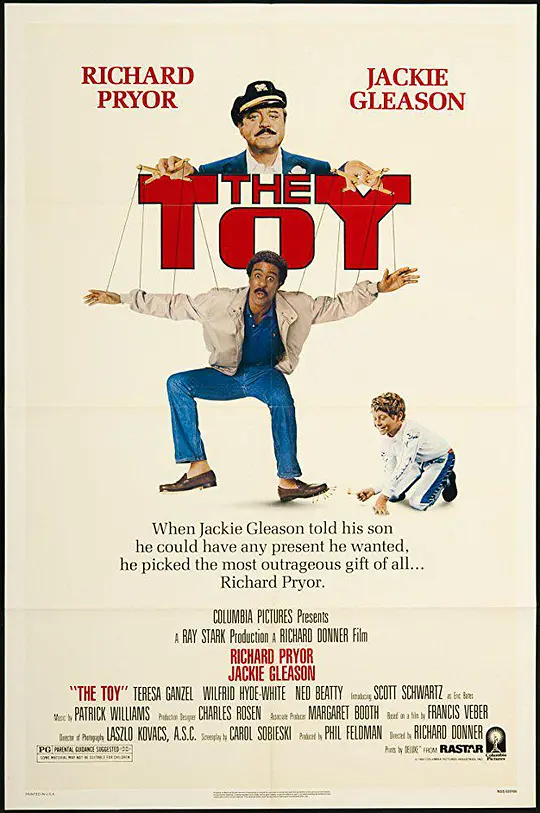 RICHARD PRYOR
JACKIE GLEASON
THE
TOY
When Jackie Gleason told his son
he could have any present he wanted,
he picked the most outrageous gift of all...
Richard Pryor.
COLUMBIA PICTURES Presents
A RAY STARK Production A RICHARD DONNER Film
RICHARD PRYOR
JACKIE GLEASON
"THE TOY" TERESA GANZEL WILFRID HYDE-WHITE NED BEATTY Introducing SCOTT SCHWARTZ as Eric Bates
Music by PATRICK WILLIAMS Production Designer CHARLES ROSEN Associate Producer MARGARET BOOTH Based on a film by FRANCIS VEBER
Director of Photography LASZLO KOVACS, A.S.C. Screenplay by CAROL SOBIESKI Produced by PHIL FELDMAN Directed by RICHARD DONNER
PG PARENTAL GUIDANCE SUGGESTED
SOME MATERIAL MAY NOT BE SUITABLE FOR CHILDREN
Prints by DELUXE FROM RASTAR
Columbia Pictures
PRINTED IN U.S.A.